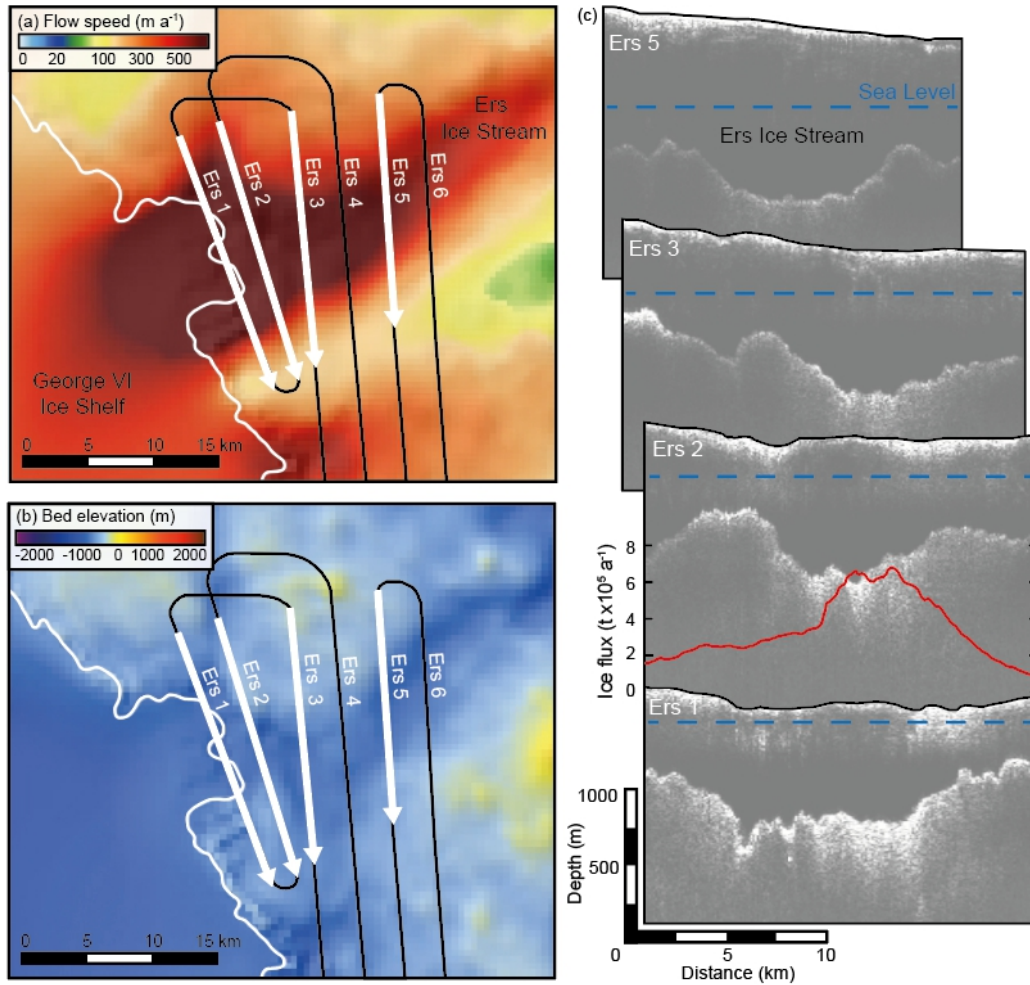 (a) Flow speed (m a⁻¹)
0 20 100 300 500
Ers
Ice Stream
Ers 1
Ers 2
Ers 3
Ers 4
Ers 5
Ers 6
George VI
Ice Shelf
0 5 10 15 km
(b) Bed elevation (m)
-2000 -1000 0 1000 2000
Ers 1
Ers 2
Ers 3
Ers 4
Ers 5
Ers 6
0 5 10 15 km
(c)
Ers 5
Sea Level
Ers Ice Stream
Ers 3
Ers 2
Ice flux (t x10⁵ a⁻¹)
8
6
4
2
0
Ers 1
Depth (m)
1000
500
0 5 10
Distance (km)